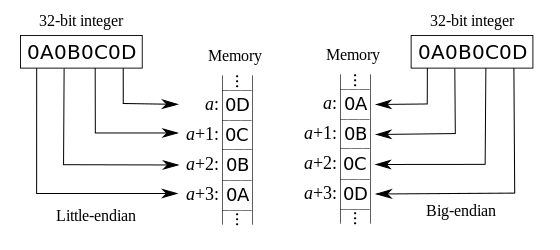 32-bit integer
0A0B0C0D
Memory
⋮
a: 0D
a+1: 0C
a+2: 0B
a+3: 0A
⋮
Little-endian
32-bit integer
0A0B0C0D
Memory
⋮
a: 0A
a+1: 0B
a+2: 0C
a+3: 0D
⋮
Big-endian